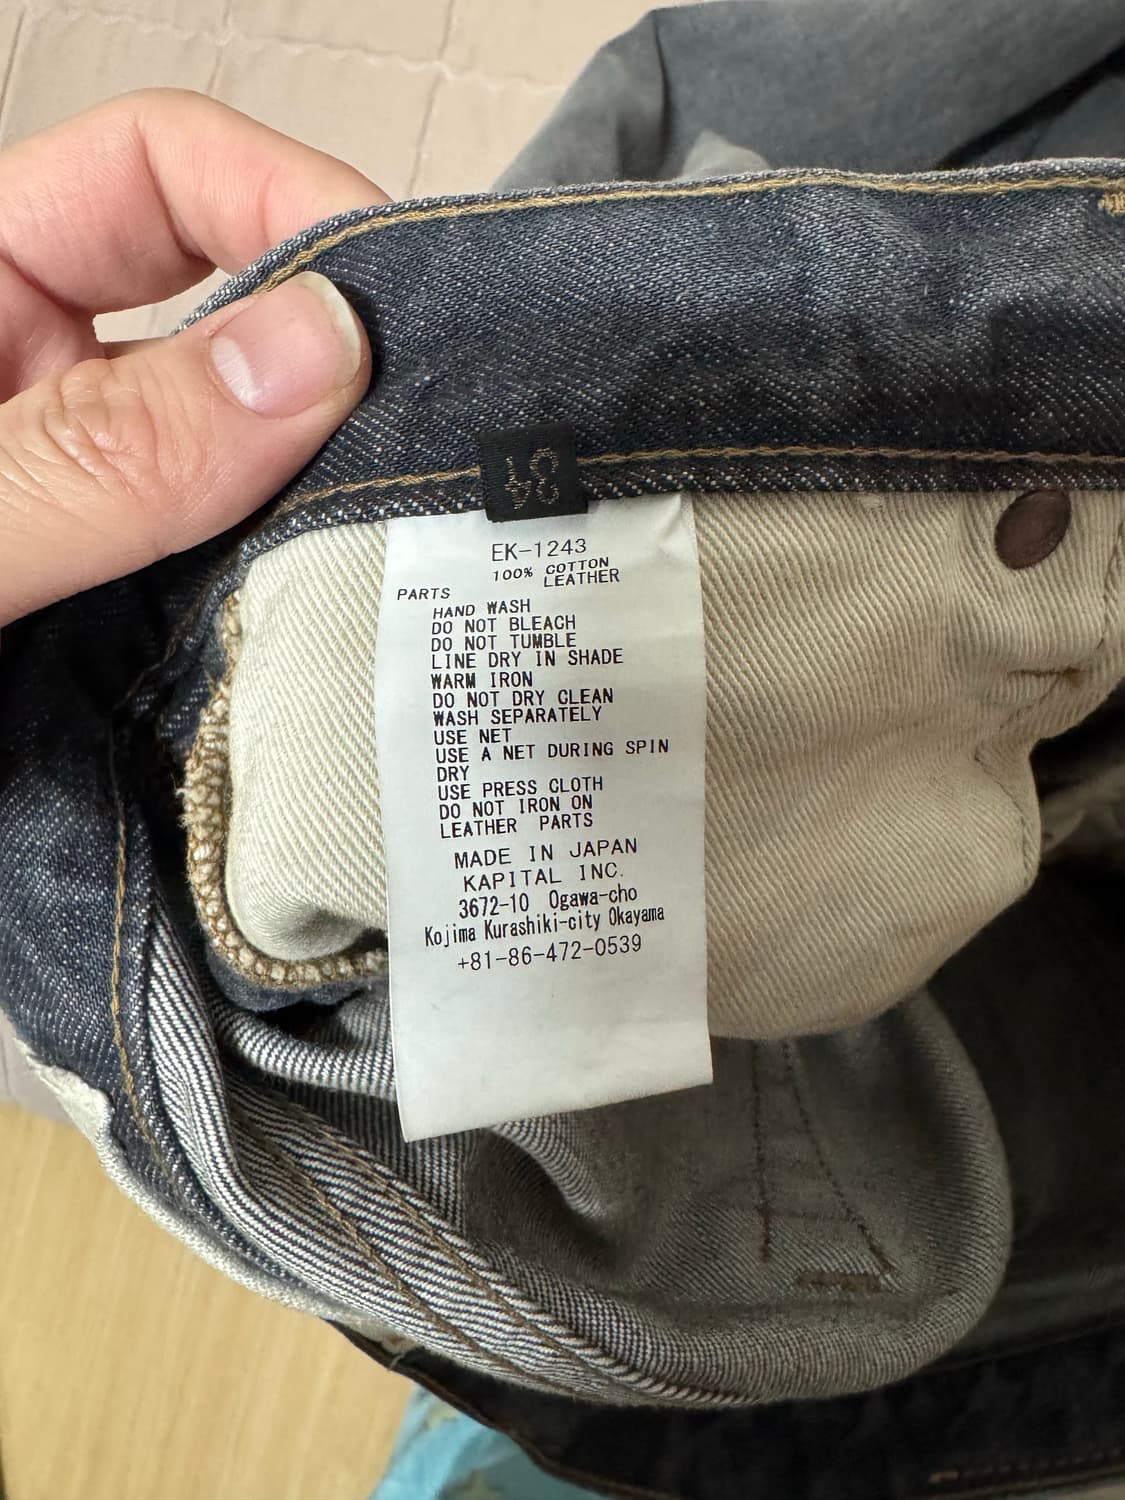 34
EK-1243
100% COTTON
PARTS LEATHER
HAND WASH
DO NOT BLEACH
DO NOT TUMBLE
LINE DRY IN SHADE
WARM IRON
DO NOT DRY CLEAN
WASH SEPARATELY
USE NET
USE A NET DURING SPIN
DRY
USE PRESS CLOTH
DO NOT IRON ON
LEATHER PARTS
MADE IN JAPAN
KAPITAL INC.
3672-10 Ogawa-cho
Kojima Kurashiki-city Okayama
+81-86-472-0539